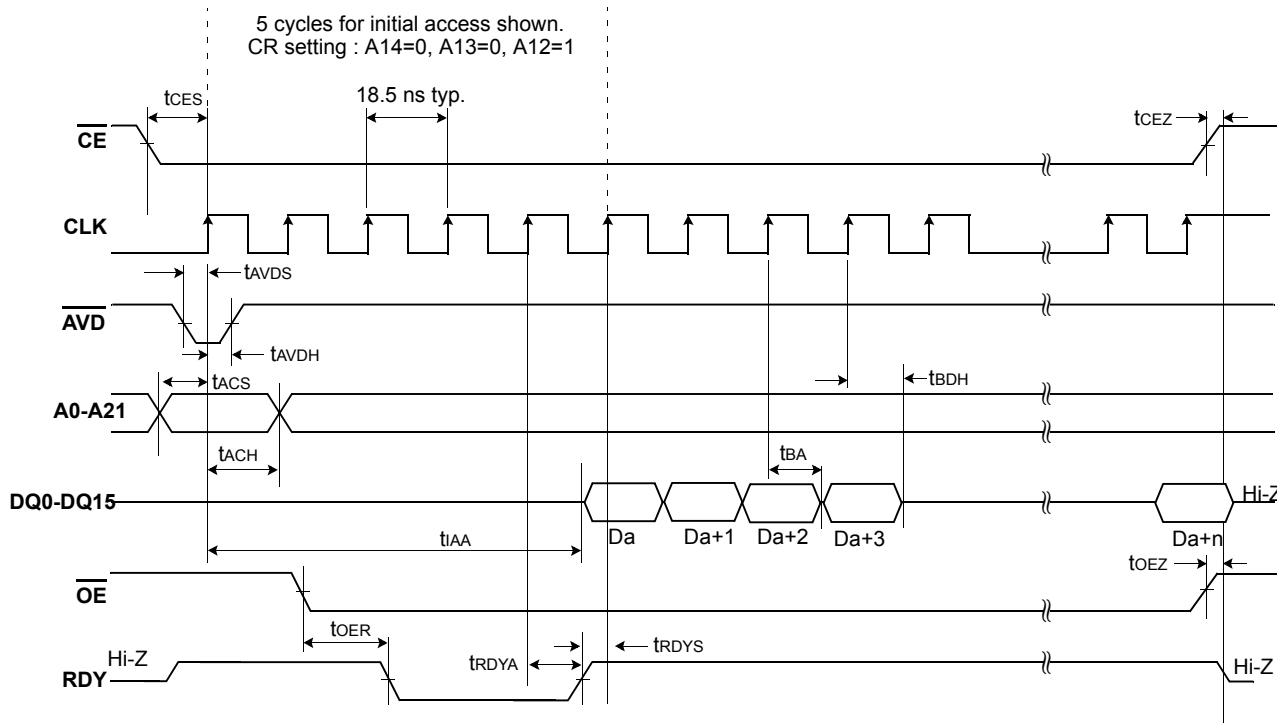 5 cycles for initial access shown.
CR setting : A14=0, A13=0, A12=1
18.5 ns typ.
tCES
tCEZ
CE
CLK
tAVDS
AVD
tAVDH
tACS
tBDH
A0-A21
tACH
tBA
DQ0-DQ15
Hi-Z
Da
Da+1
Da+2
Da+3
Da+n
tIAA
tOEZ
OE
tOER
tRDYA
tRDYS
Hi-Z
Hi-Z
RDY